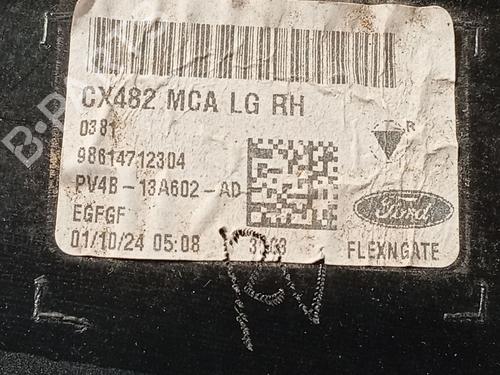 CX482 MCA LG RH
0381
98614712304
PV4B-13A602-AD
EGFGF
01/10/24 05:08
T R
Ford
FLEXNGATE